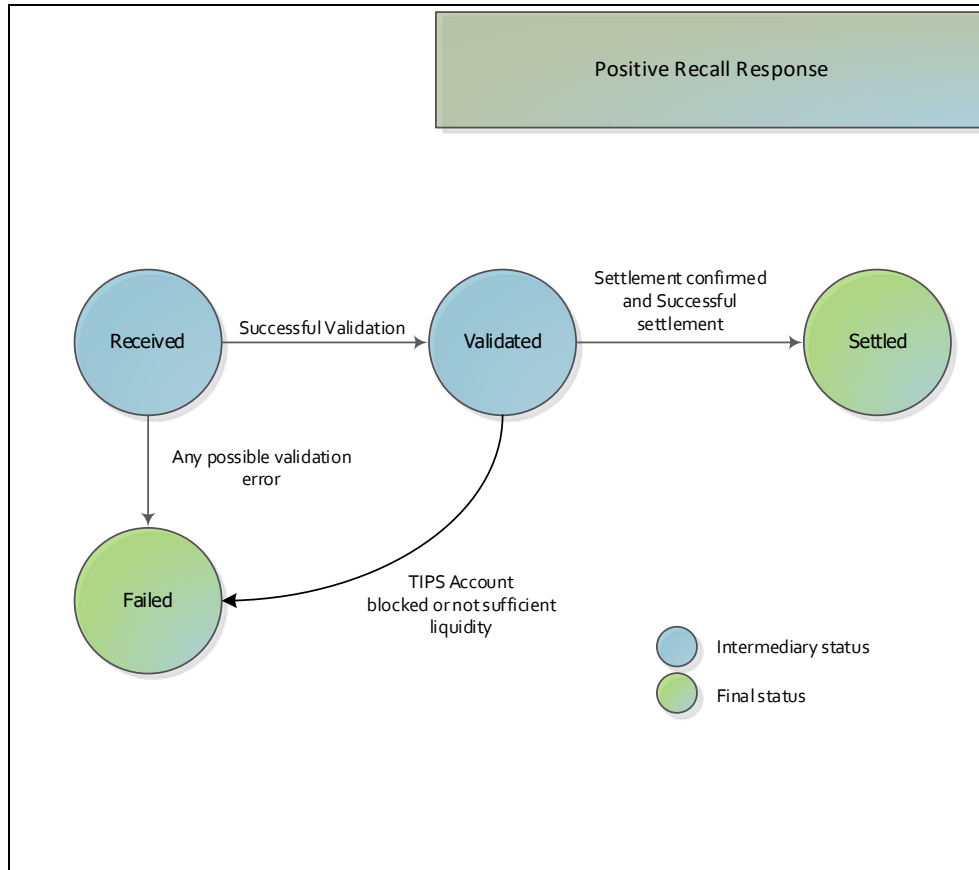 Positive Recall Response
Settlement confirmed
and Successful
settlement
Received
Successful Validation
Validated
Settled
Any possible validation
error
Failed
TIPS Account
blocked or not sufficient
liquidity
Intermediary status
Final status